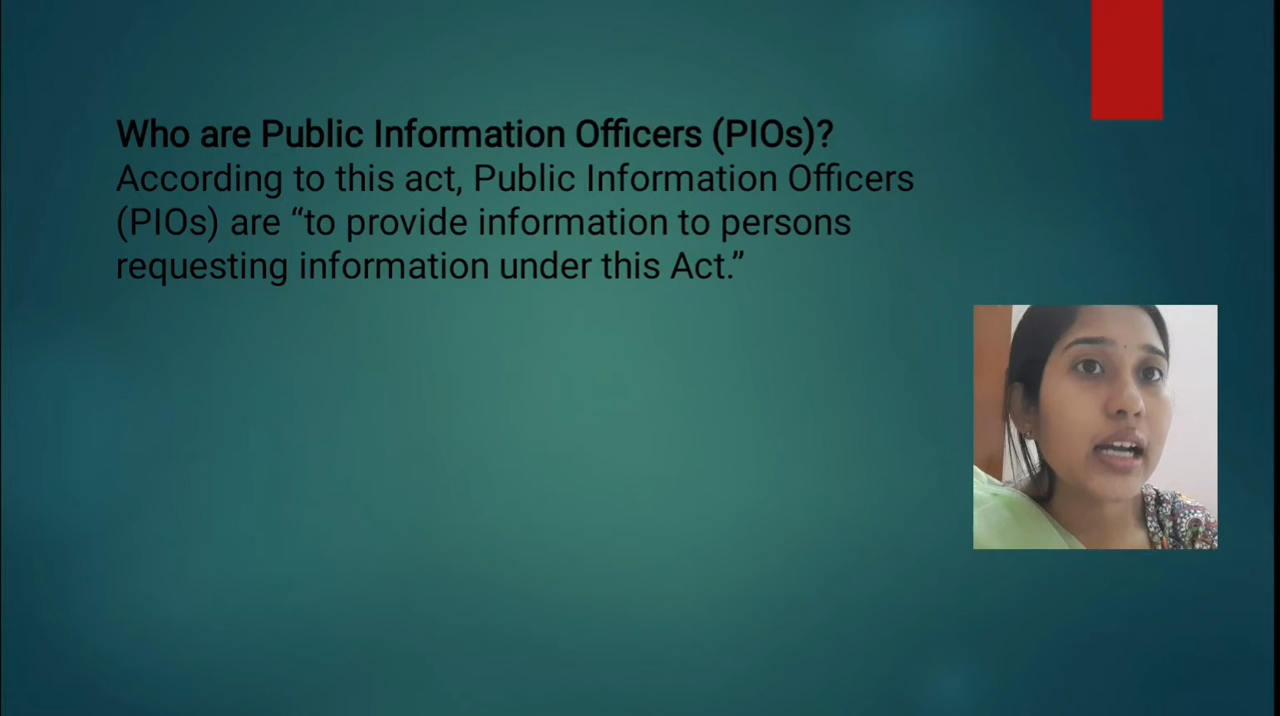 Who are Public Information Officers (PIOs)?
According to this act, Public Information Officers
(PIOs) are “to provide information to persons
requesting information under this Act.”